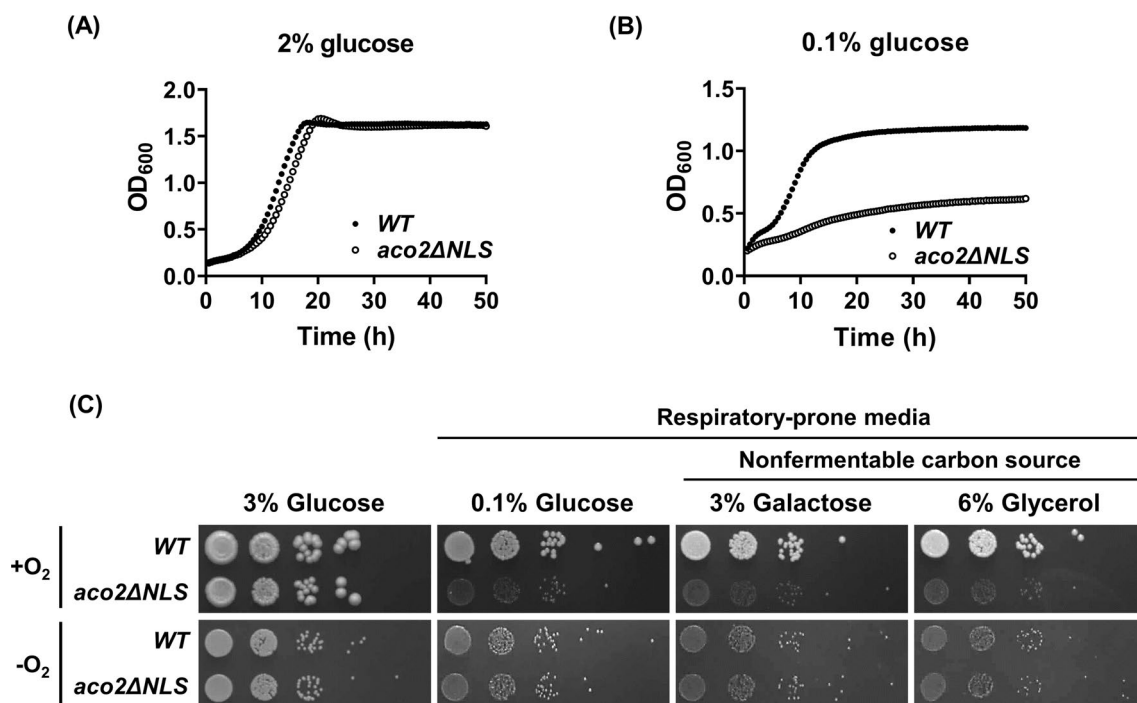 (A)
2% glucose
2.0
1.5
1.0
0.5
0.0
OD600
WT
aco2ΔNLS
0 10 20 30 40 50
Time (h)
(B)
0.1% glucose
1.5
1.0
0.5
0.0
OD600
WT
aco2ΔNLS
0 10 20 30 40 50
Time (h)
(C)
Respiratory-prone media
Nonfermentable carbon source
3% Glucose 0.1% Glucose 3% Galactose 6% Glycerol
+O2
WT
aco2ΔNLS
-O2
WT
aco2ΔNLS